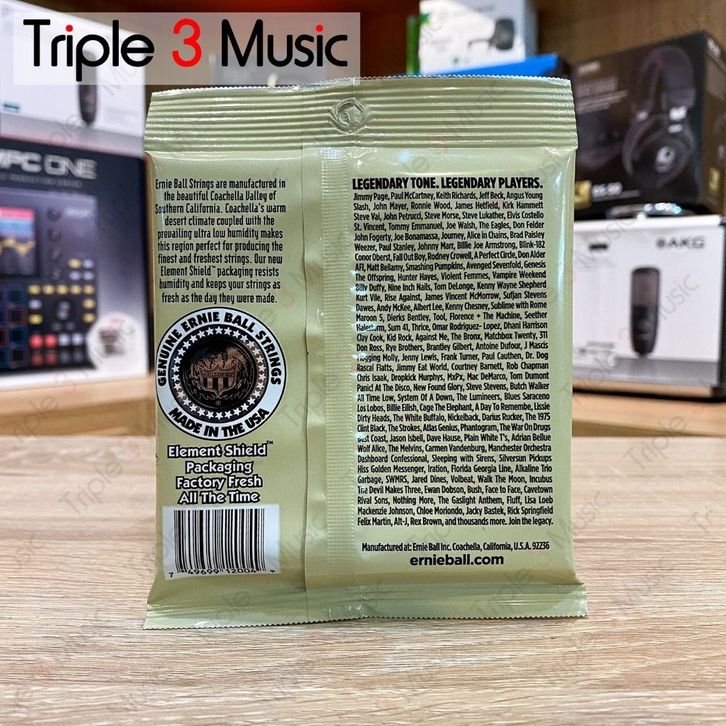 Triple 3 Music
MPC ONE
AKG
Ernie Ball Strings are manufactured
in the beautiful Coachella Valley of
Southern California. Coachella's warm
desert climate coupled with the
prevailing ultra low humidity makes
this region perfect for producing the
finest and freshest strings. Our new
Element Shield™ packaging resists
humidity and keeps your strings as
fresh as the day they were made.
GENUINE ERNIE BALL STRINGS
MADE IN THE USA
Element Shield™
Packaging
Factory Fresh
All The Time
7 49699 12004 9
LEGENDARY TONE. LEGENDARY PLAYERS.
Jimmy Page, Paul McCartney, Keith Richards, Jeff Beck, Angus Young
Slash, John Mayer, Ronnie Wood, James Hetfield, Kirk Hammett
Steve Vai, John Petrucci, Steve Morse, Steve Lukather, Elvis Costello
St. Vincent, Tommy Emmanuel, Joe Walsh, The Eagles, Don Felder
John Fogerty, Joe Bonamassa, Journey, Alice in Chains, Brad Paisley
Weezer, Paul Stanley, Johnny Marr, Billie Joe Armstrong, Blink-182
Conor Oberst, Fall Out Boy, Rodney Crowell, A Perfect Circle, Don Alder
AFI, Matt Bellamy, Smashing Pumpkins, Avenged Sevenfold, Genesis
The Offspring, Hunter Hayes, Violent Femmes, Vampire Weekend
Billy Duffy, Nine Inch Nails, Tom DeLonge, Kenny Wayne Shepherd
Kurt Vile, Rise Against, James Vincent McMorrow, Sufjan Stevens
Dawes, Andy McKee, Albert Lee, Kenny Chesney, Sublime with Rome
Maroon 5, Dierks Bentley, Tool, Florence + The Machine, Seether
Halestorm, Sum 41, Thrice, Omar Rodriguez- Lopez, Dhani Harrison
Clay Cook, Kid Rock, Against Me, The Bronx, Matchbox Twenty, 311
Don Ross, Rye Brothers, Brantley Gilbert, Antoine Dufour, J Mascis
Flogging Molly, Jenny Lewis, Frank Turner, Paul Cauthen, Dr. Dog
Rascal Flatts, Jimmy Eat World, Courtney Barnett, Rob Chapman
Chris Isaak, Dropkick Murphys, MxPx, Mac DeMarco, Tom Dumont
Panic! At The Disco, New Found Glory, Steve Stevens, Butch Walker
All Time Low, System Of A Down, The Lumineers, Blues Saraceno
Los Lobos, Billie Eilish, Cage The Elephant, A Day To Remember, Lissie
Dirty Heads, The White Buffalo, Nickelback, Darius Rucker, The 1975
Clint Black, The Strokes, Atlas Genius, Phantogram, The War On Drugs
Best Coast, Jason Isbell, Dave Hause, Plain White T's, Adrian Bellue
Wolf Alice, The Melvins, Carmen Vandenburg, Manchester Orchestra
Dashboard Confessional, Sleeping with Sirens, Silversun Pickups
Hiss Golden Messenger, Iration, Florida Georgia Line, Alkaline Trio
Garbage, SWMRS, Jared Dines, Volbeat, Walk The Moon, Incubus
The Devil Makes Three, Ewan Dobson, Bush, Face to Face, Cavetown
Rival Sons, Nothing More, The Gaslight Anthem, Fluff, Lisa Loeb
Mackenzie Johnson, Chloe Moriondo, Jacky Bastek, Rick Springfield
Felix Martin, Alt-J, Rex Brown, and thousands more. Join the legacy.
Manufactured at: Ernie Ball Inc. Coachella, California, U.S.A. 92236
ernieball.com